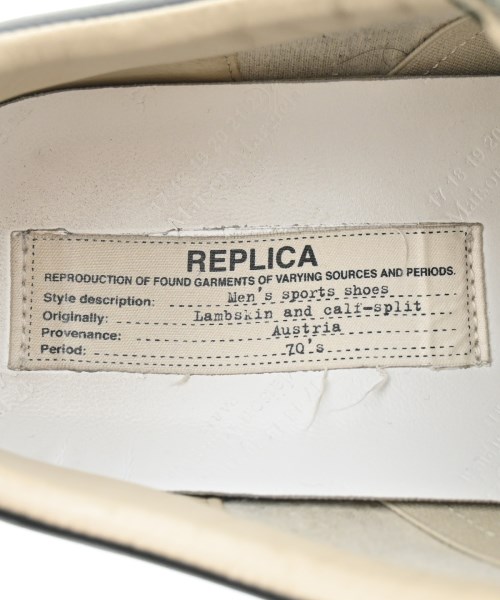 REPLICA
REPRODUCTION OF FOUND GARMENTS OF VARYING SOURCES AND PERIODS.
Style description: Men's sports shoes
Originally: Lambskin and calf-split
Provenance: Austria
Period: 70's